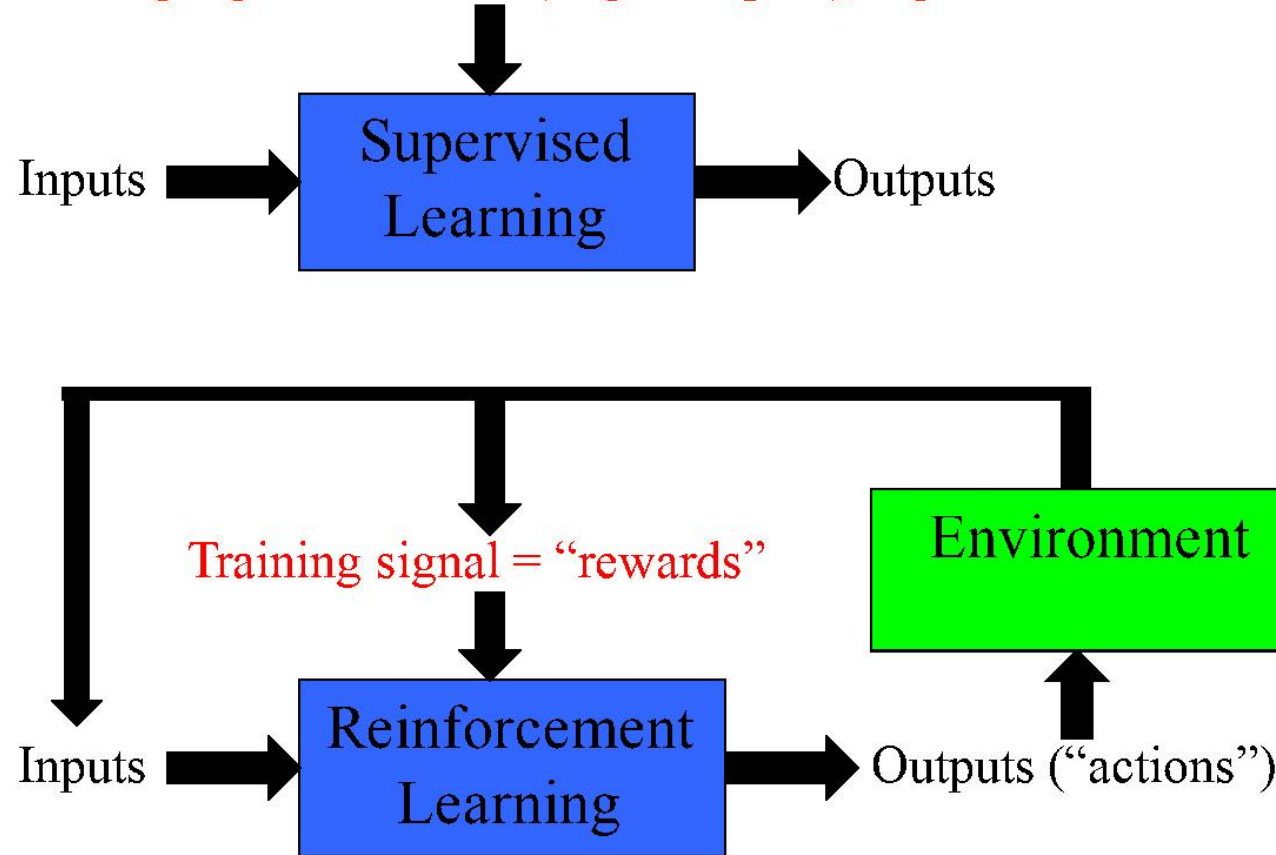 Supervised
Learning
Inputs
Outputs
Training signal = “rewards”
Environment
Reinforcement
Learning
Inputs
Outputs (“actions”)